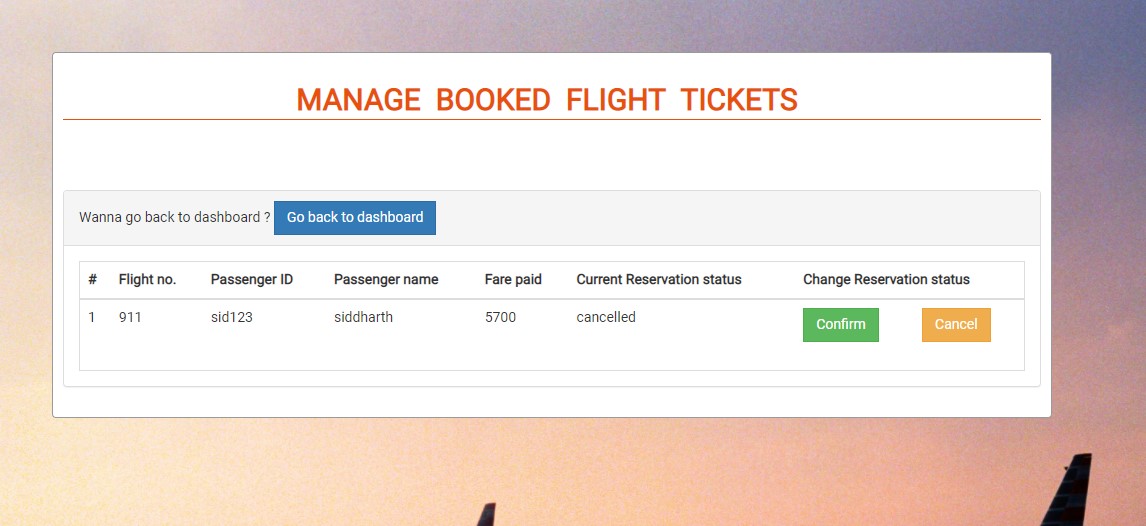 MANAGE BOOKED FLIGHT TICKETS
Wanna go back to dashboard ? Go back to dashboard
# Flight no. Passenger ID Passenger name Fare paid Current Reservation status Change Reservation status
1 911 sid123 siddharth 5700 cancelled Confirm Cancel